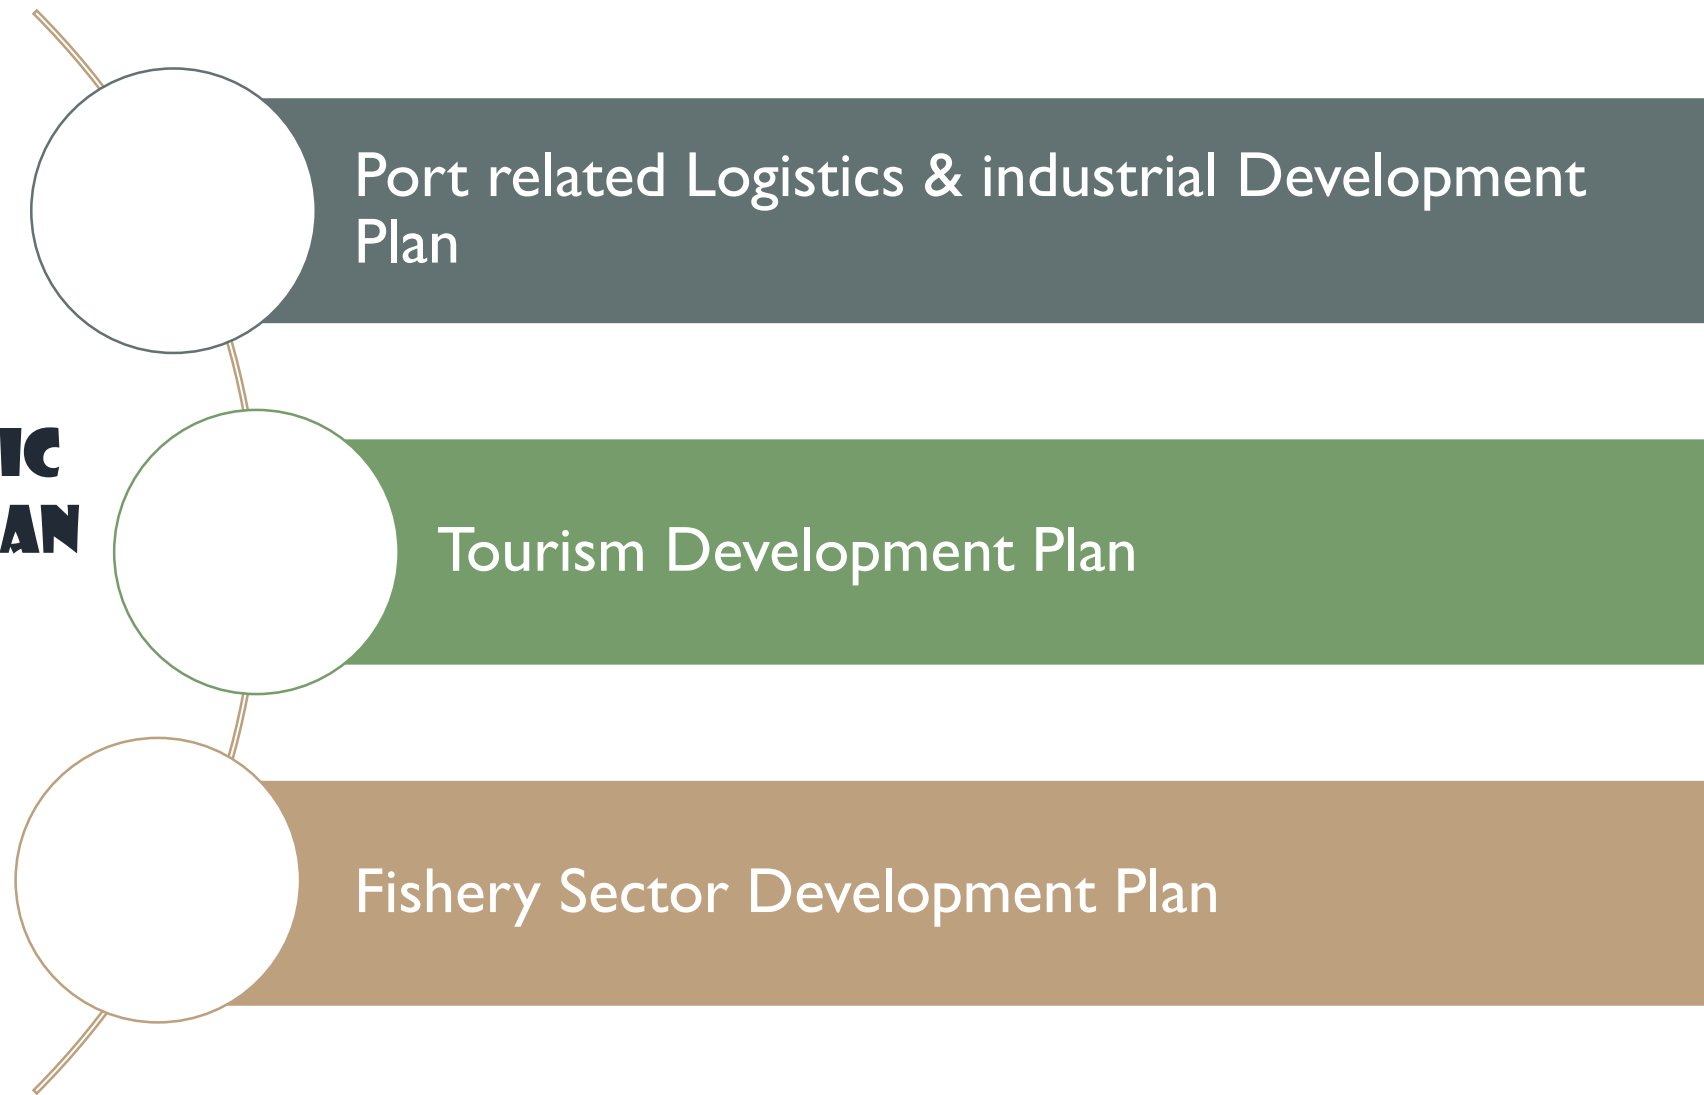 Port related Logistics & industrial Development
Plan
IC
AN
Tourism Development Plan
Fishery Sector Development Plan